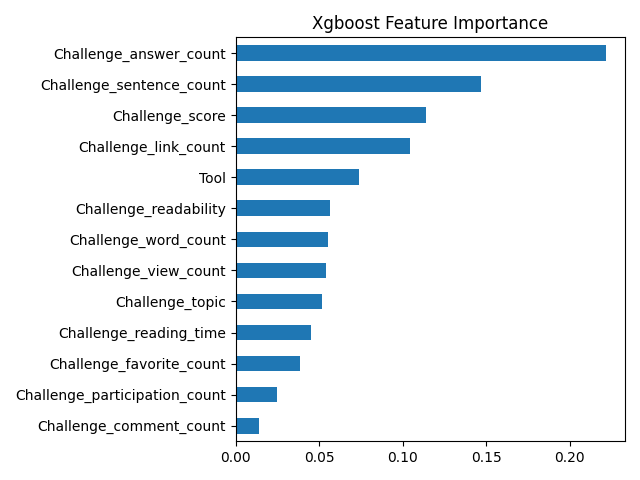 Xgboost Feature Importance
Challenge_answer_count
Challenge_sentence_count
Challenge_score
Challenge_link_count
Tool
Challenge_readability
Challenge_word_count
Challenge_view_count
Challenge_topic
Challenge_reading_time
Challenge_favorite_count
Challenge_participation_count
Challenge_comment_count
0.00 0.05 0.10 0.15 0.20